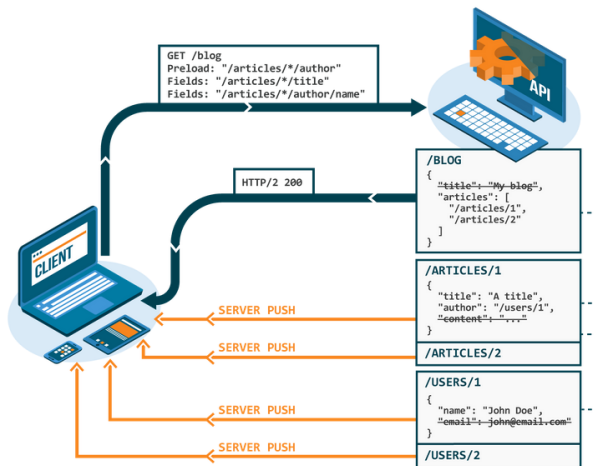 GET /blog
Preload: "/articles/*/author"
Fields: "/articles/*/title"
Fields: "/articles/*/author/name"
API
HTTP/2 200
/BLOG
{
"title": "My blog",
"articles": [
"/articles/1",
"/articles/2"
]
}
CLIENT
/ARTICLES/1
{
"title": "A title",
"author": "/users/1",
"content": "..."
}
SERVER PUSH
SERVER PUSH
/ARTICLES/2
/USERS/1
{
"name": "John Doe",
"email": john@email.com"
}
SERVER PUSH
SERVER PUSH
/USERS/2